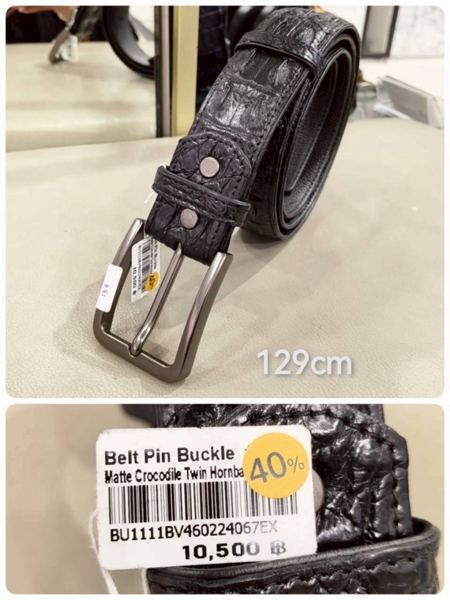 129cm
Belt Pin Buckle
40%
Matte Crocodile Twin Hornba
BU1111BV460224067EX
10,500 ฿